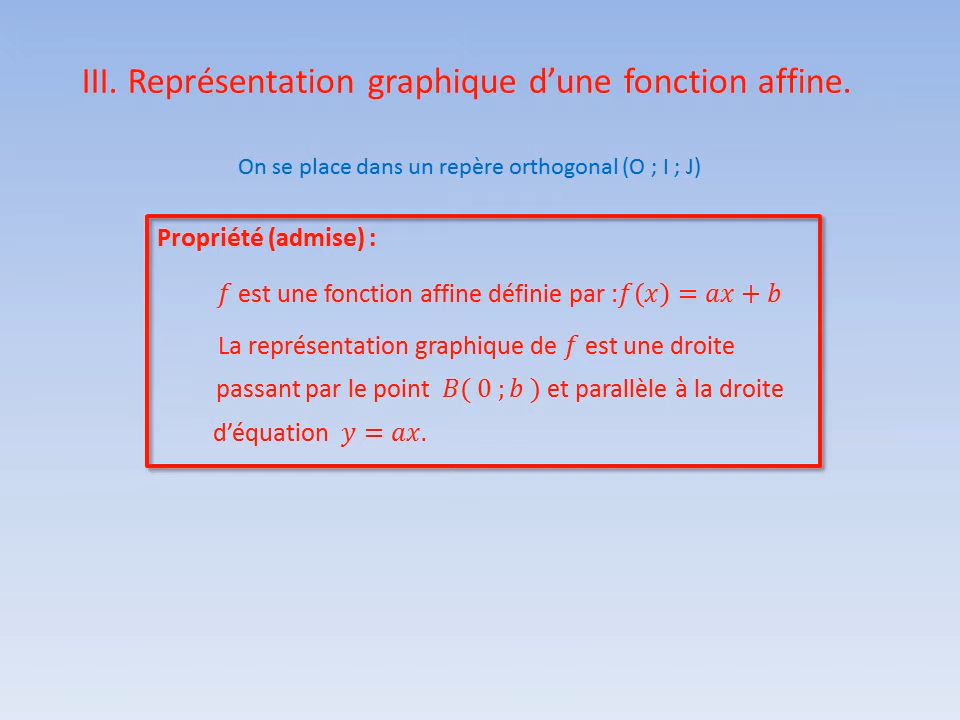 III. Représentation graphique d’une fonction affine.
On se place dans un repère orthogonal (O ; I ; J)
Propriété (admise) :
𝑓 est une fonction affine définie par :𝑓(𝑥) = 𝑎𝑥 + 𝑏
La représentation graphique de 𝑓 est une droite
passant par le point 𝐵( 0 ; 𝑏 ) et parallèle à la droite
d’équation 𝑦 = 𝑎𝑥.